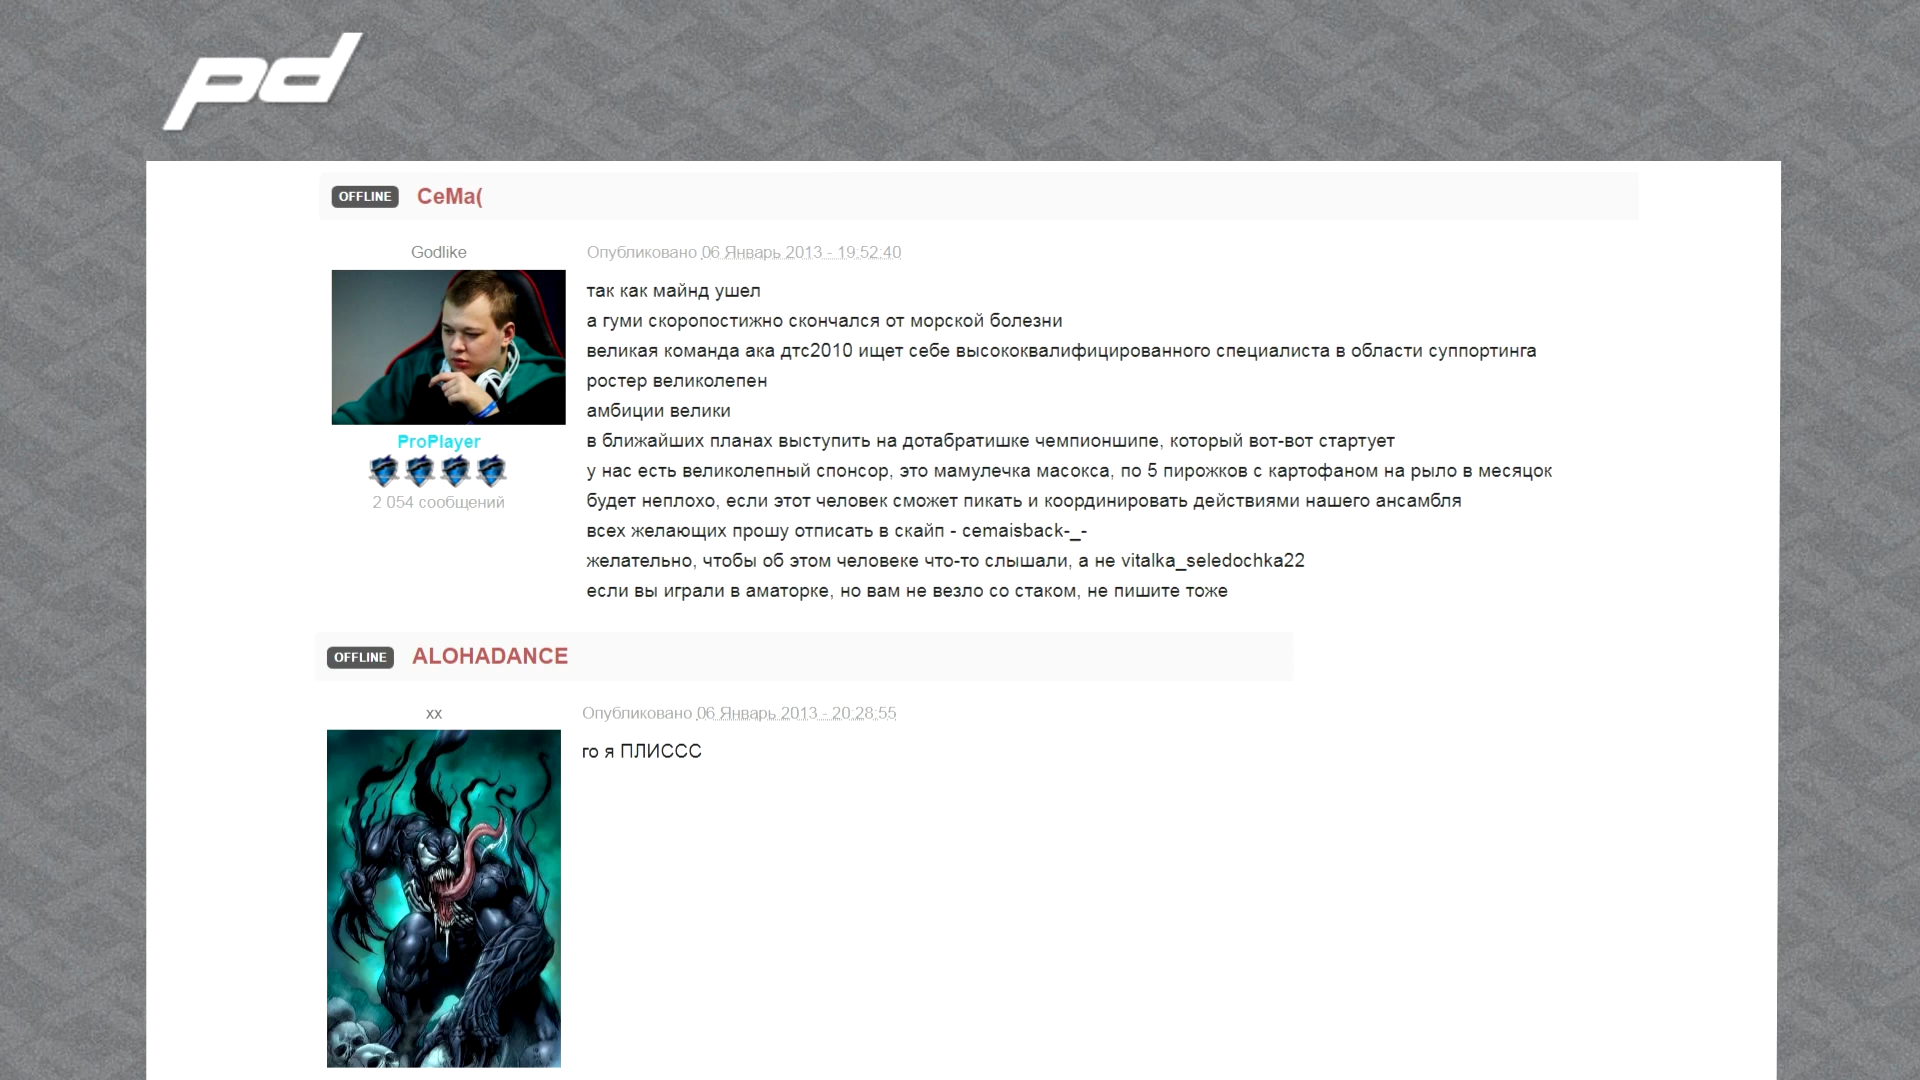 pd
OFFLINE CeMa(
Godlike
Опубликовано 06 Январь 2013 - 19:52:40
так как майнд ушел
а гуми скоропостижно скончался от морской болезни
великая команда ака дтс2010 ищет себе высококвалифицированного специалиста в области суппортинга
ростер великолепен
амбиции велики
в ближайших планах выступить на дотабратишке чемпионшипе, который вот-вот стартует
у нас есть великолепный спонсор, это мамулечка масокса, по 5 пирожков с картофаном на рыло в месяцок
будет неплохо, если этот человек сможет пикать и координировать действиями нашего ансамбля
всех желающих прошу отписать в скайп - cemaisback-_-
желательно, чтобы об этом человеке что-то слышали, а не vitalka_seledochka22
если вы играли в аматорке, но вам не везло со стаком, не пишите тоже
ProPlayer
2 054 сообщений
OFFLINE ALOHADANCE
xx
Опубликовано 06 Январь 2013 - 20:28:55
го я ПЛИССС